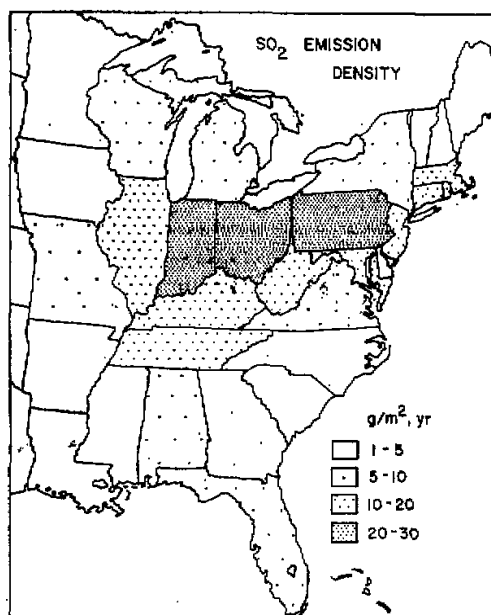 SO₂ EMISSION
DENSITY
g/m², yr
1-5
5-10
10-20
20-30